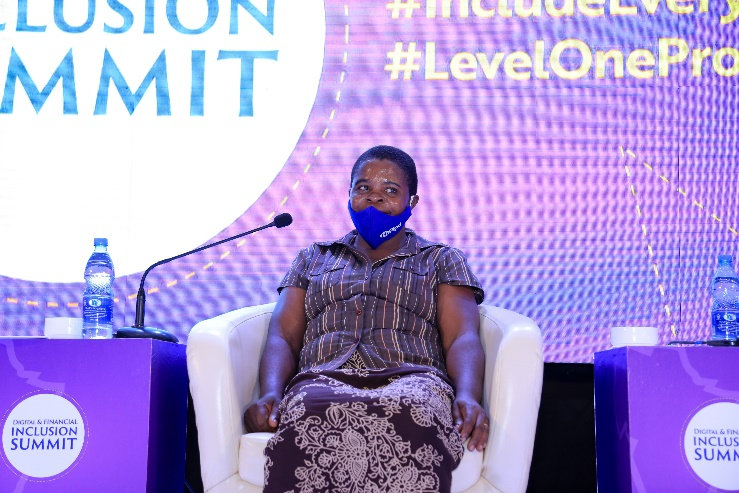 INCLUSION
SUMMIT
#IncludeEvery
#LevelOnePro
DIGITAL & FINANCIAL
INCLUSION
SUMMIT
DIGITAL & FINANCIAL
INCLUSION
SUMM